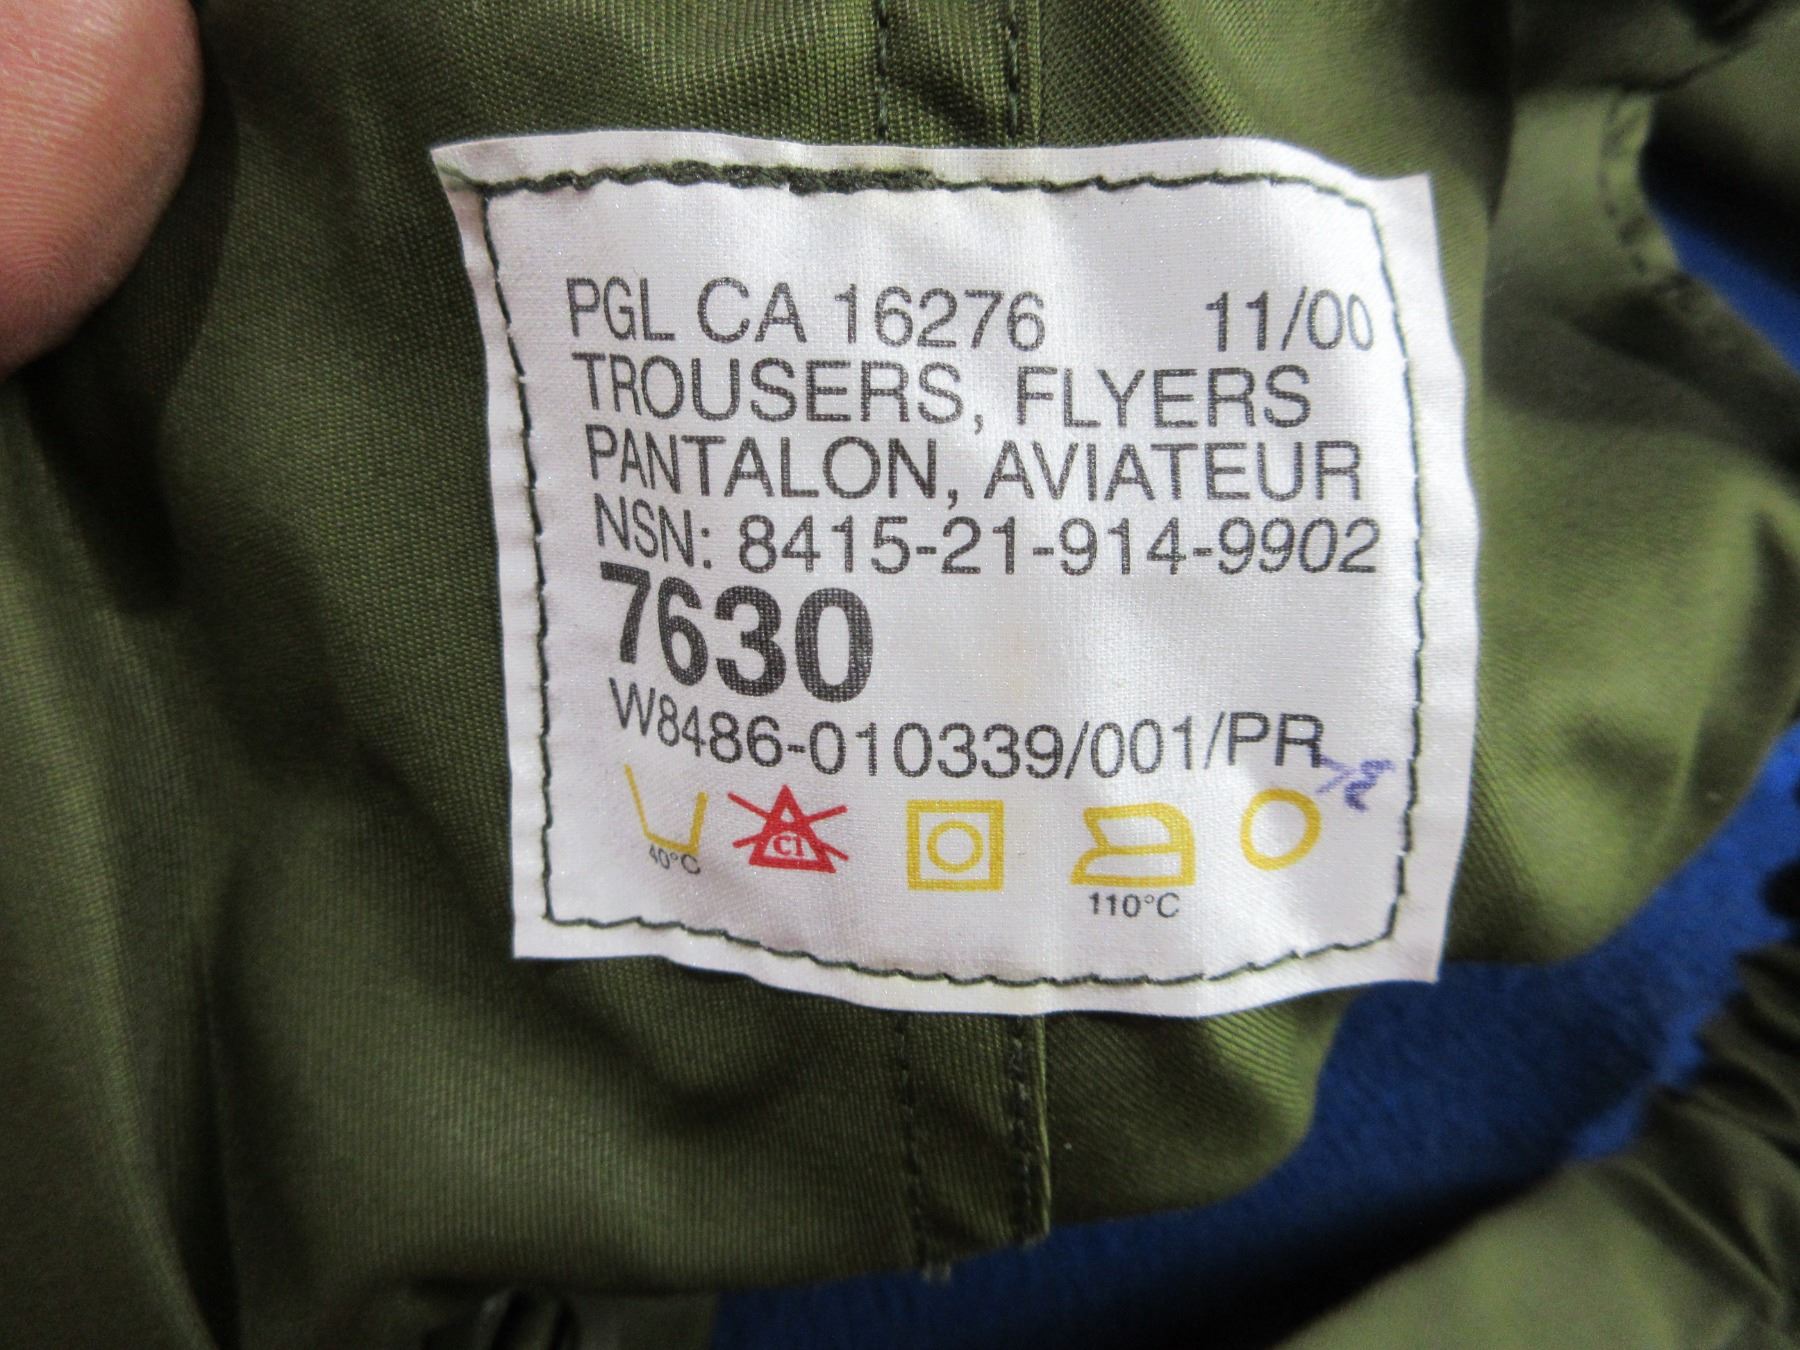 PGL CA 16276 11/00
TROUSERS, FLYERS
PANTALON, AVIATEUR
NSN: 8415-21-914-9902
7630
W8486-010339/001/PR
40°C
Cl
110°C